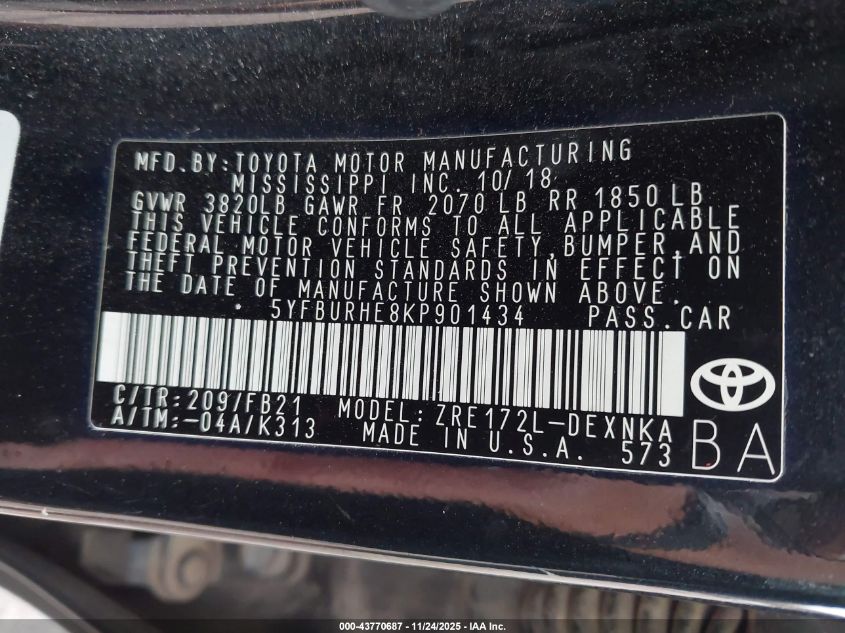 MFD. BY: TOYOTA MOTOR MANUFACTURING
MISSISSIPPI INC. 10/18
GVWR 3820LB GAWR FR 2070 LB RR 1850 LB
THIS VEHICLE CONFORMS TO ALL APPLICABLE
FEDERAL MOTOR VEHICLE SAFETY, BUMPER, AND
THEFT PREVENTION STANDARDS IN EFFECT ON
THE DATE OF MANUFACTURE SHOWN ABOVE.
5YFBURHE8KP901434 PASS. CAR
C/TR: 209/FB21 MODEL: ZRE172L-DEXNKA
A/TM: -04A/K313 MADE IN U.S.A. 573
BA
000-43770687 - 11/24/2025 - IAA Inc.